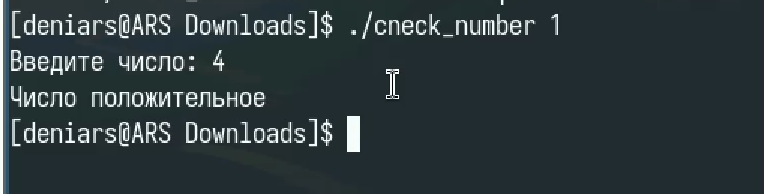 [deniars@ARS Downloads]$ ./cneck_number 1
Введите число: 4
Число положительное
[deniars@ARS Downloads]$